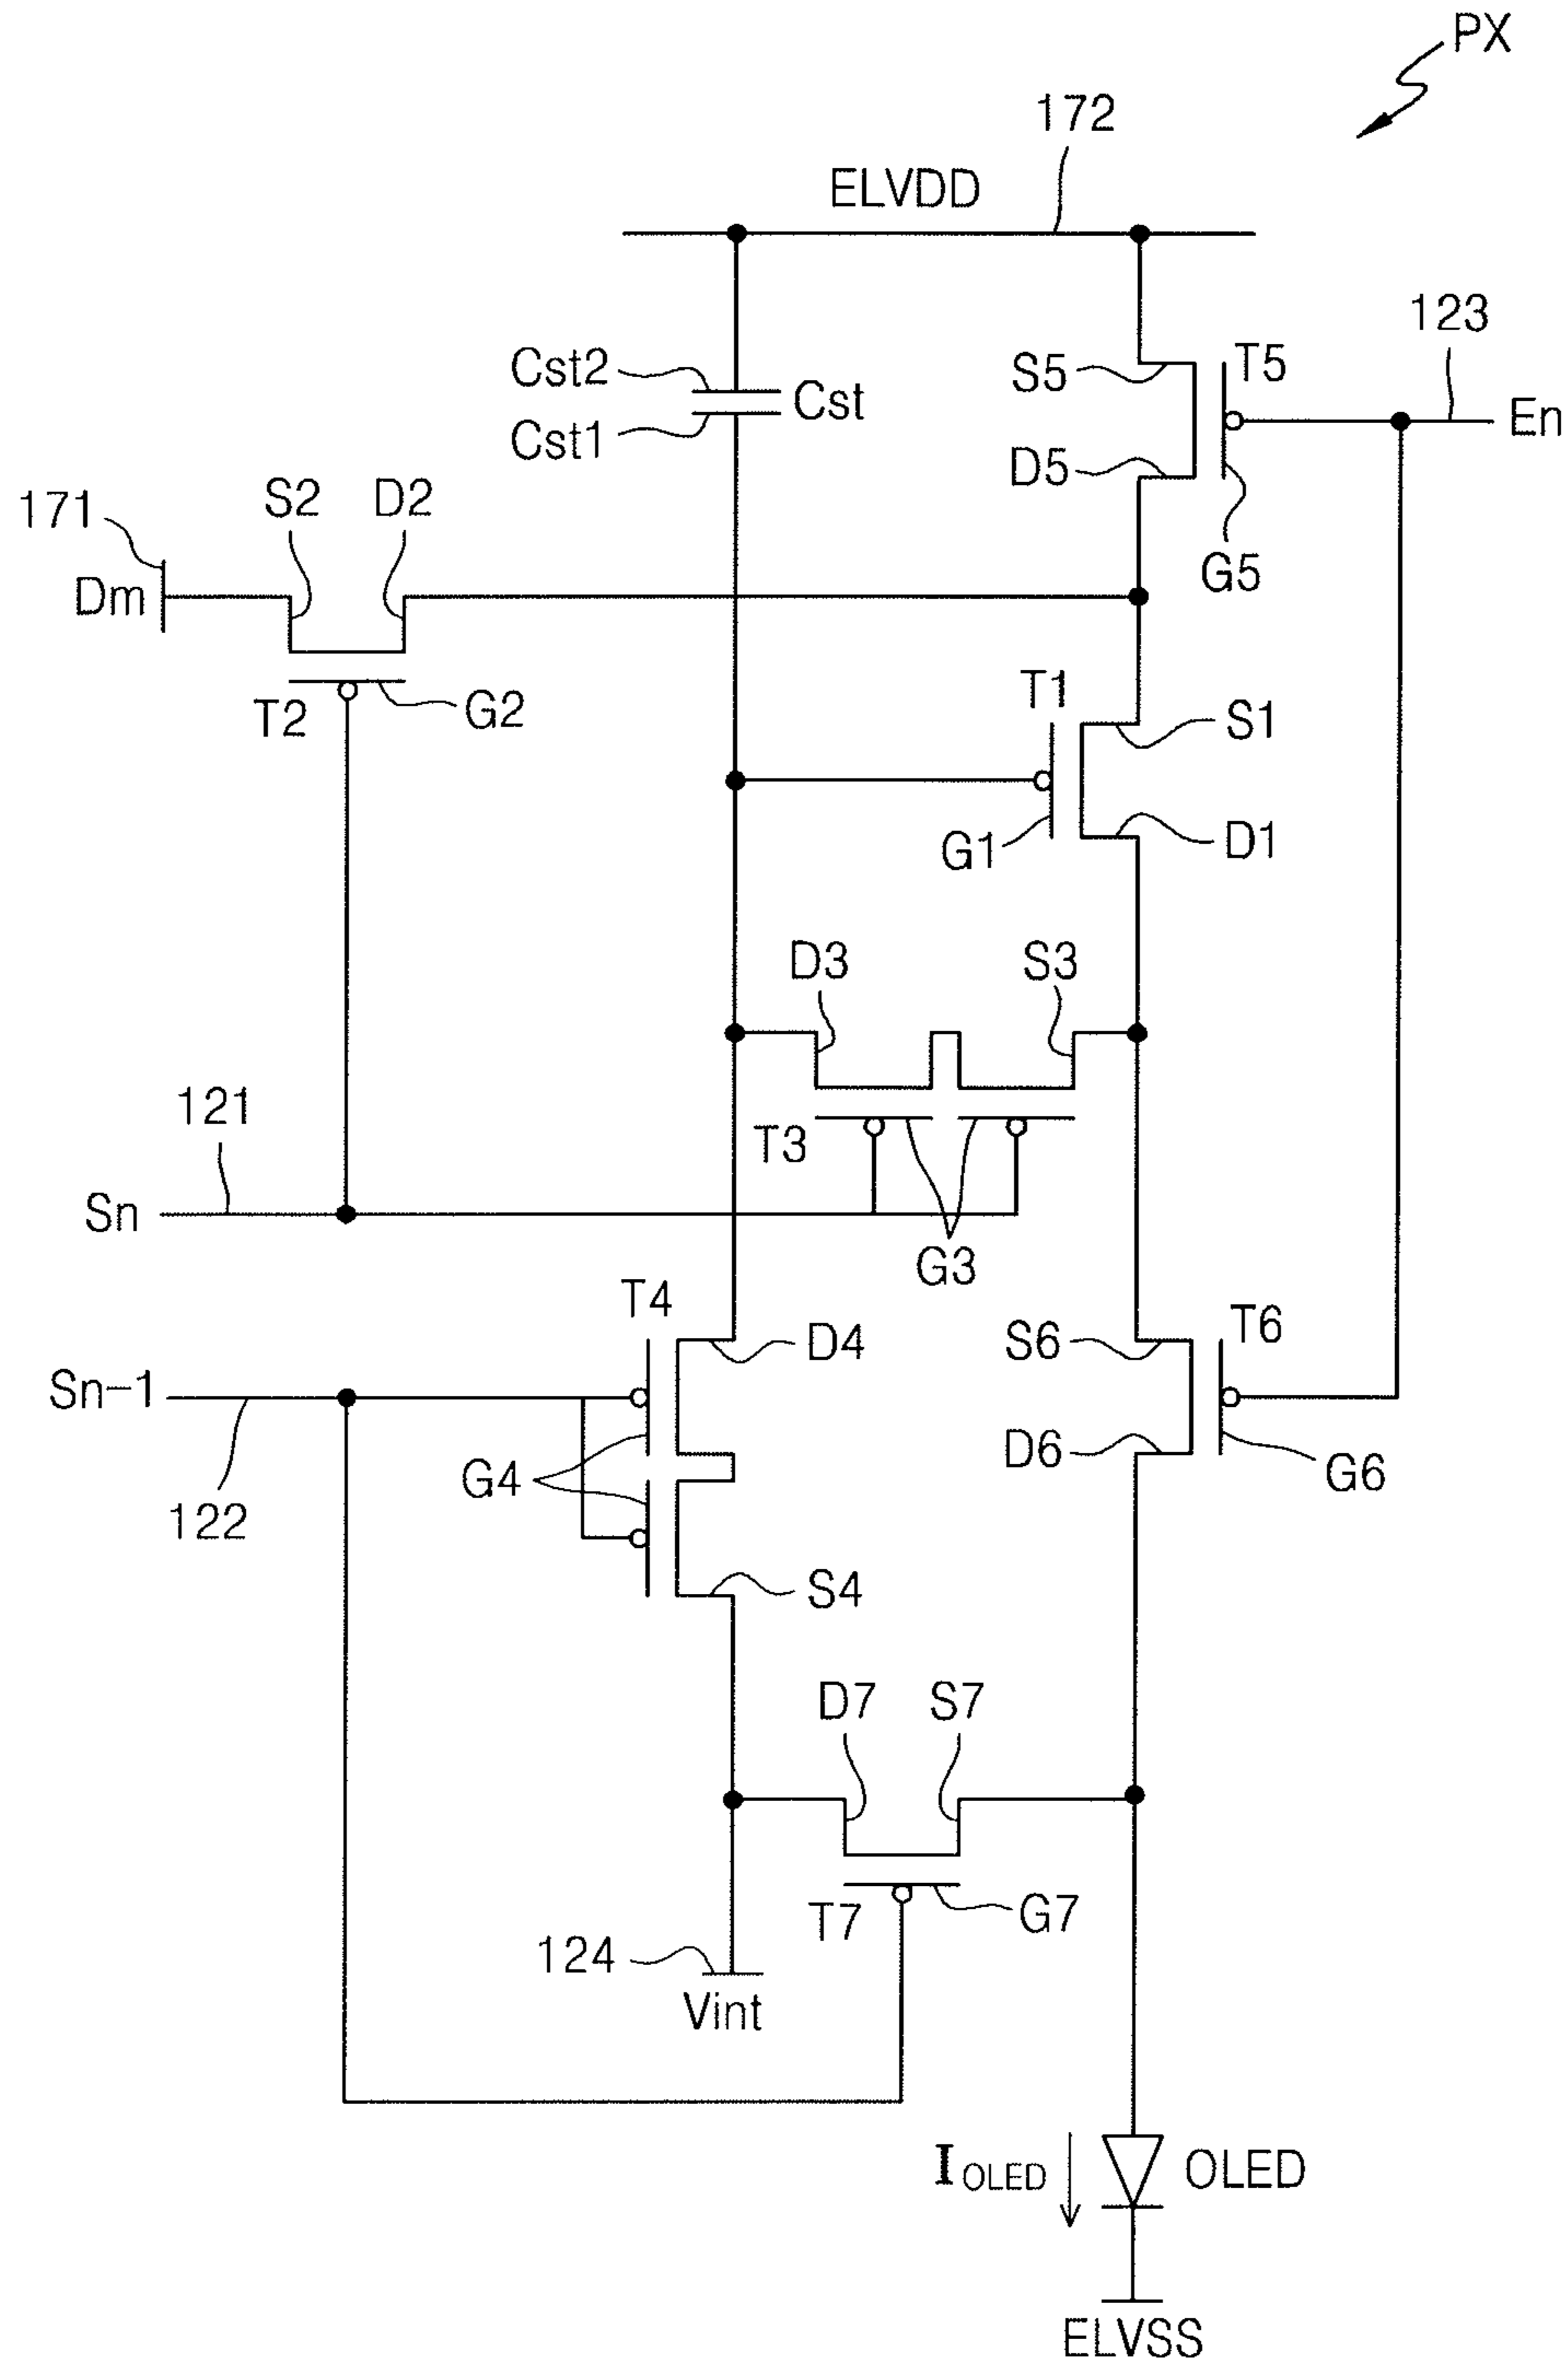 PX
172
ELVDD
123
Cst2
Cst
Cst1
S5
T5
En
D5
171
S2
D2
G5
Dm
T1
T2
G2
S1
G1
D1
D3
S3
121
T3
Sn
G3
T4
T6
D4
S6
Sn-1
G4
D6
G6
122
S4
D7
S7
T7
G7
124
Vint
IOLED
OLED
ELVSS